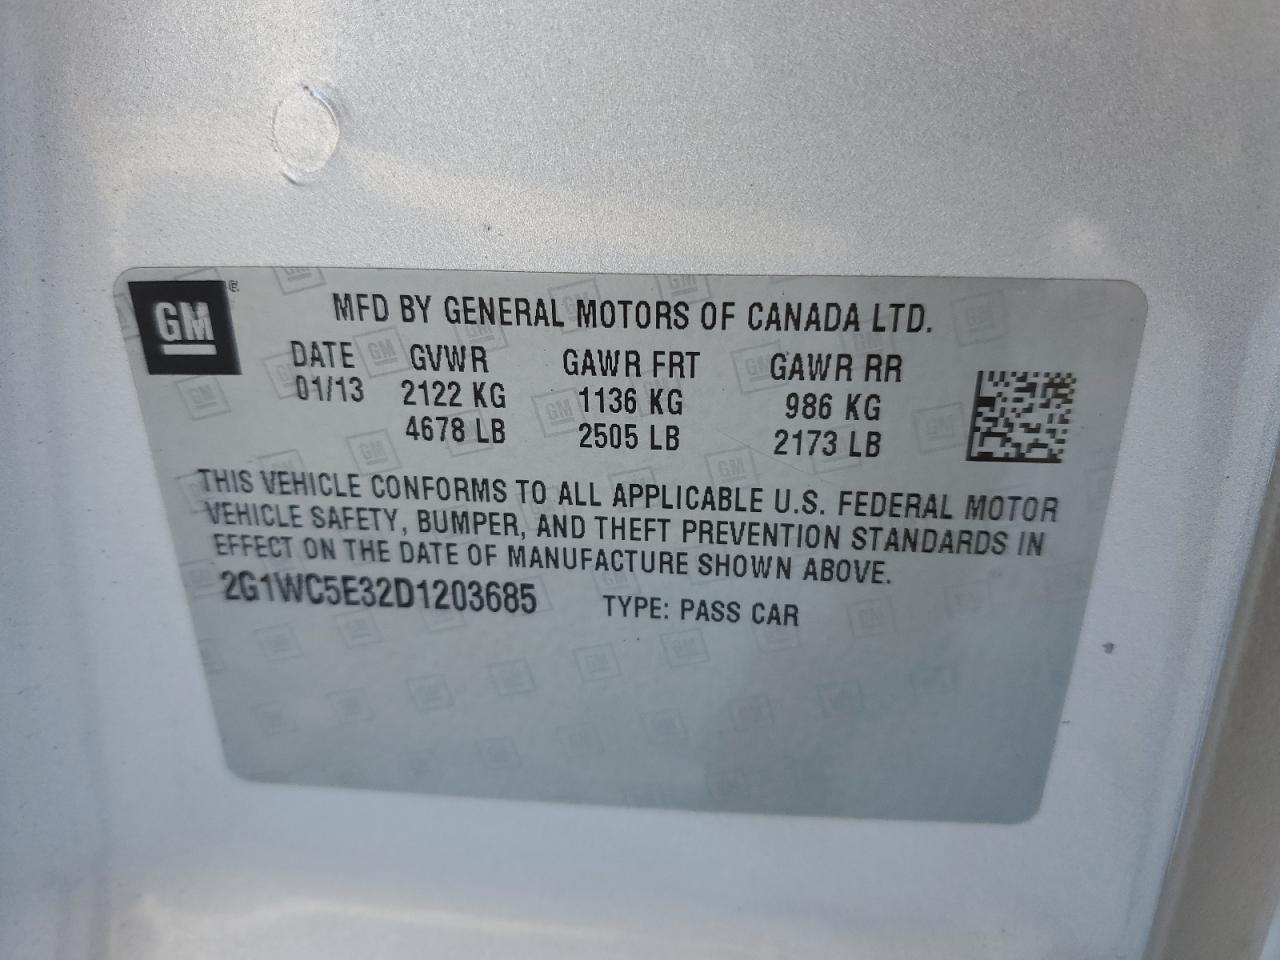 GM®
MFD BY GENERAL MOTORS OF CANADA LTD.
DATE GVWR GAWR FRT GAWR RR
01/13 2122 KG 1136 KG 986 KG
4678 LB 2505 LB 2173 LB
THIS VEHICLE CONFORMS TO ALL APPLICABLE U.S. FEDERAL MOTOR
VEHICLE SAFETY, BUMPER, AND THEFT PREVENTION STANDARDS IN
EFFECT ON THE DATE OF MANUFACTURE SHOWN ABOVE.
2G1WC5E32D1203685 TYPE: PASS CAR